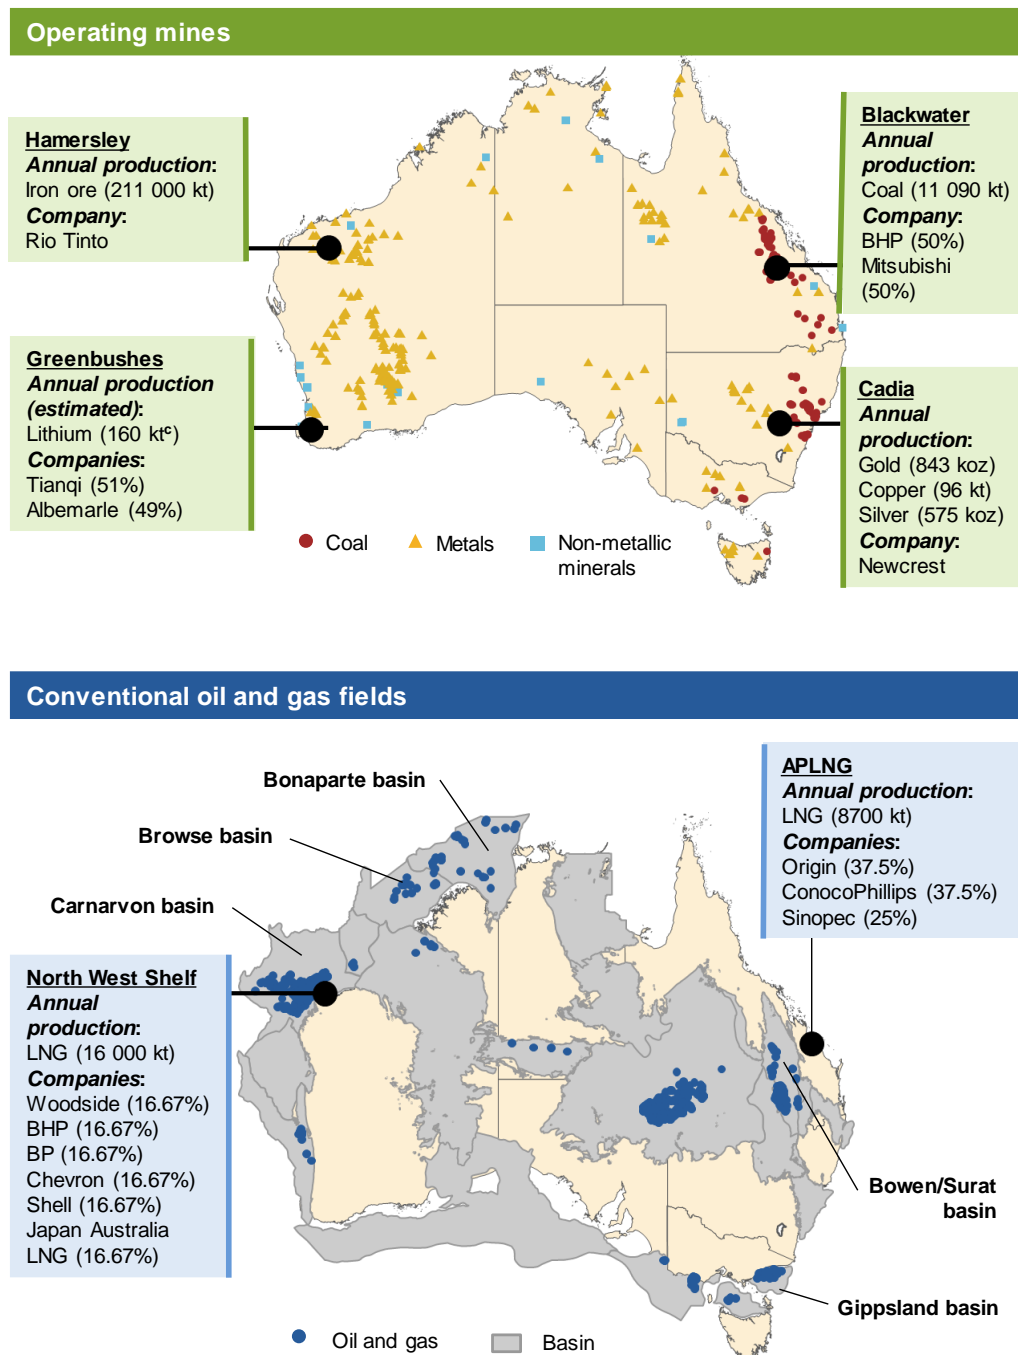 Operating mines
Hamersley
Annual production:
Iron ore (211 000 kt)
Company:
Rio Tinto
Blackwater
Annual
production:
Coal (11 090 kt)
Company:
BHP (50%)
Mitsubishi
(50%)
Greenbushes
Annual production
(estimated):
Lithium (160 ktᵉ)
Companies:
Tianqi (51%)
Albemarle (49%)
Cadia
Annual
production:
Gold (843 koz)
Copper (96 kt)
Silver (575 koz)
Company:
Newcrest
Coal
Metals
Non-metallic
minerals
Conventional oil and gas fields
Bonaparte basin
Browse basin
Carnarvon basin
APLNG
Annual production:
LNG (8700 kt)
Companies:
Origin (37.5%)
ConocoPhillips (37.5%)
Sinopec (25%)
North West Shelf
Annual
production:
LNG (16 000 kt)
Companies:
Woodside (16.67%)
BHP (16.67%)
BP (16.67%)
Chevron (16.67%)
Shell (16.67%)
Japan Australia
LNG (16.67%)
Bowen/Surat
basin
Gippsland basin
Oil and gas
Basin